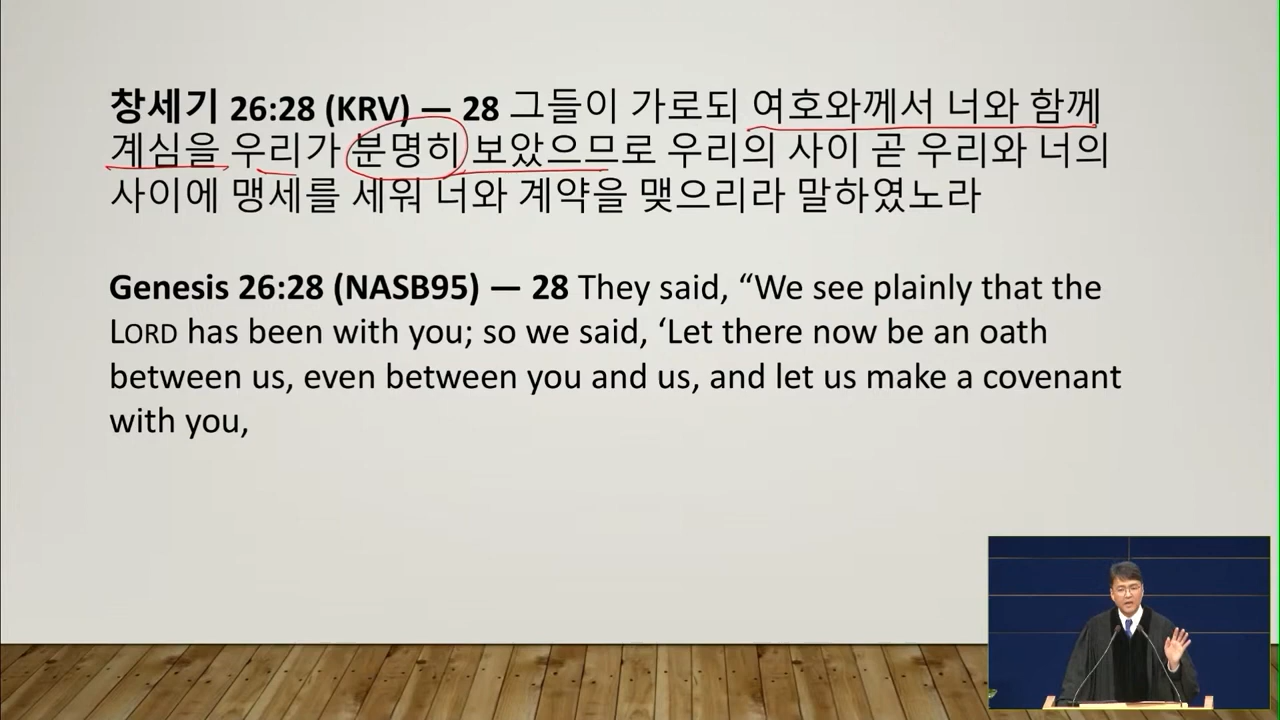 창세기 26:28 (KRV) — 28 그들이 가로되 여호와께서 너와 함께
계심을 우리가 분명히 보았으므로 우리의 사이 곧 우리와 너의
사이에 맹세를 세워 너와 계약을 맺으리라 말하였노라
Genesis 26:28 (NASB95) — 28 They said, “We see plainly that the
LORD has been with you; so we said, ‘Let there now be an oath
between us, even between you and us, and let us make a covenant
with you,